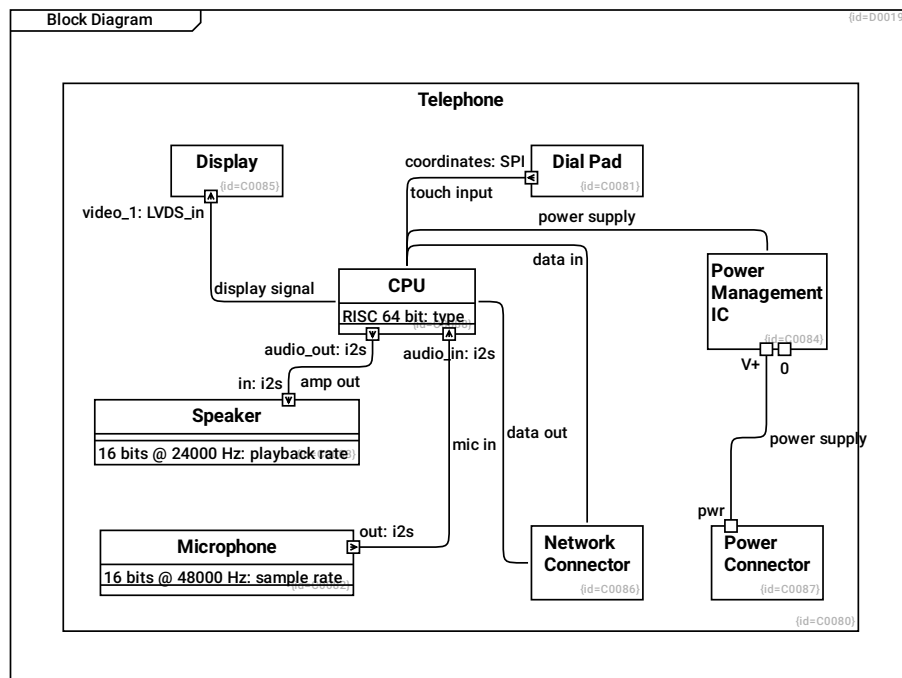 Block Diagram
{id=D0019
Telephone
Display
{id=C0085}
video_1: LVDS_in
coordinates: SPI
Dial Pad
{id=C0081}
touch input
power supply
data in
display signal
CPU
RISC 64 bit: type
audio_out: i2s
audio_in: i2s
Power
Management
IC
{id=C0084}
V+
0
in: i2s
amp out
Speaker
16 bits @ 24000 Hz: playback rate
mic in
data out
power supply
out: i2s
Microphone
16 bits @ 48000 Hz: sample rate
Network
Connector
{id=C0086}
pwr
Power
Connector
{id=C0087}
{id=C0080}